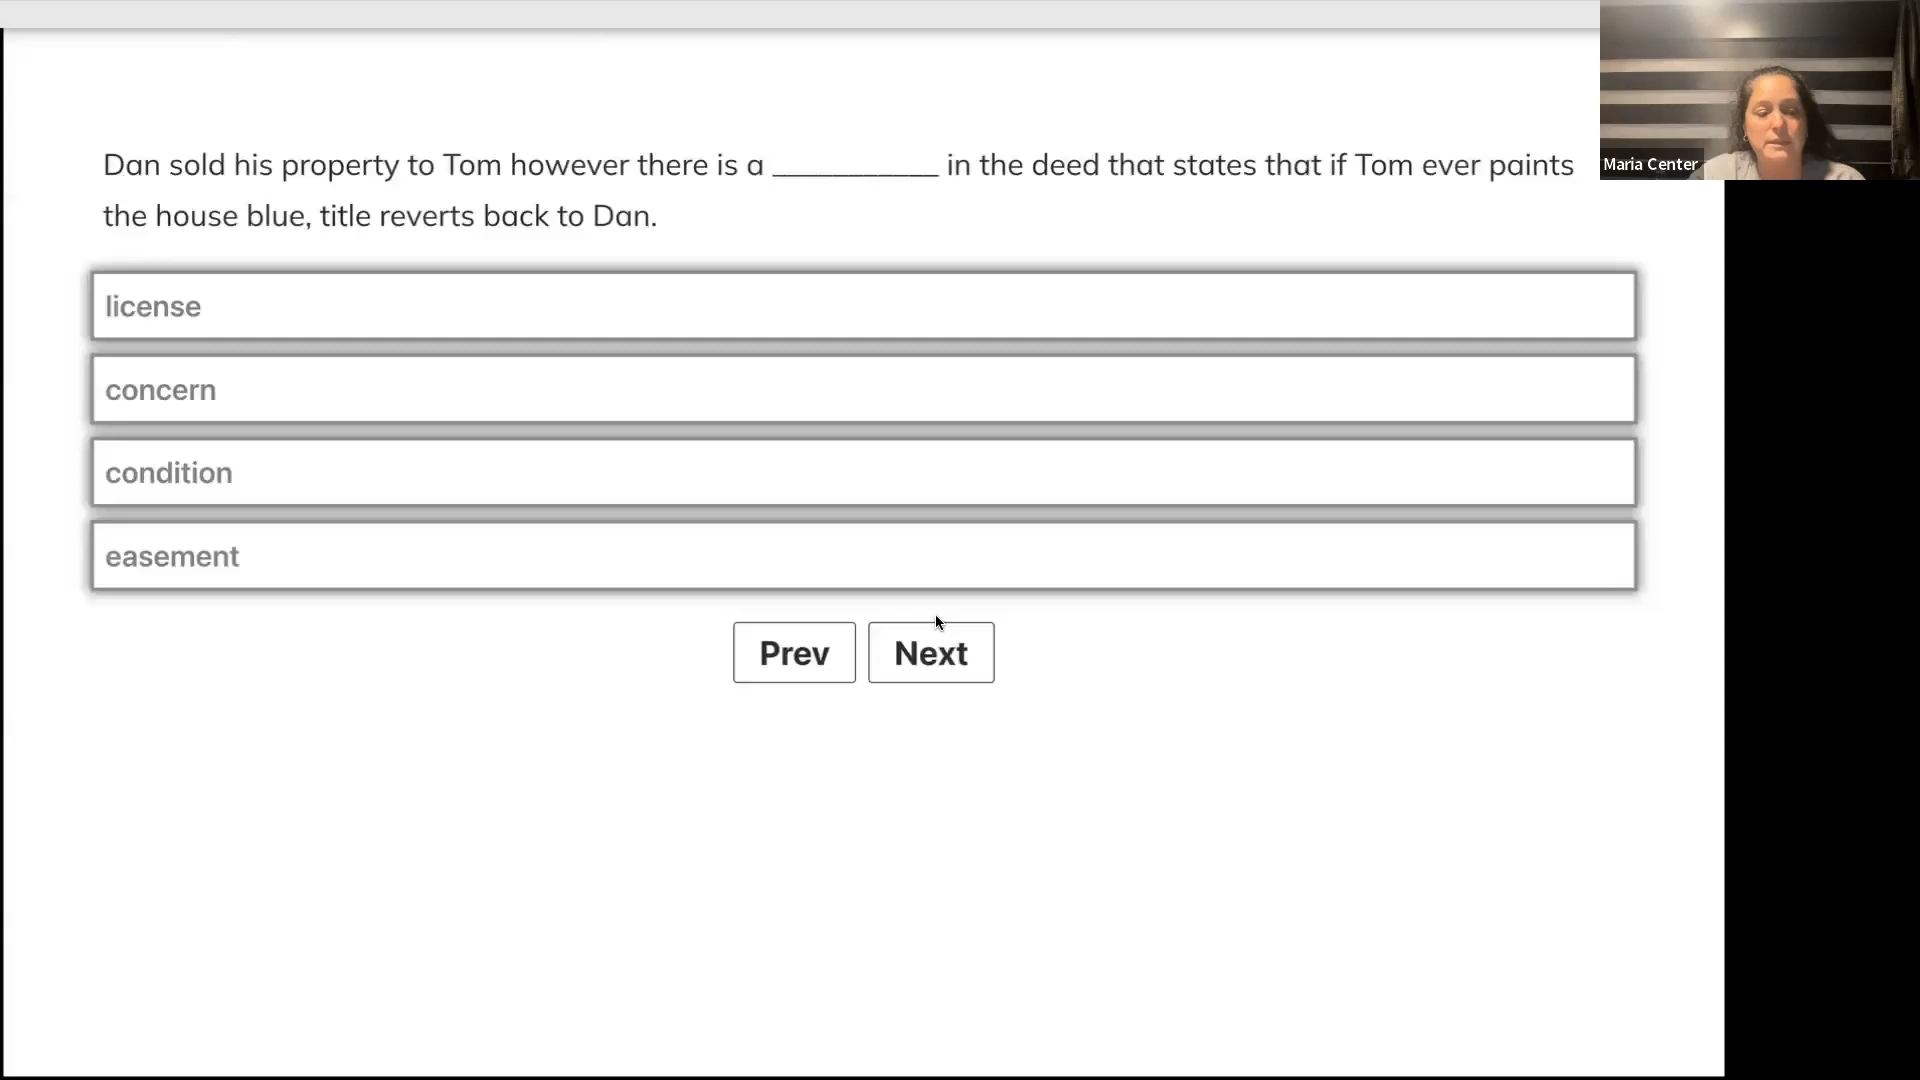 Dan sold his property to Tom however there is a ___________ in the deed that states that if Tom ever paints
the house blue, title reverts back to Dan.
license
concern
condition
easement
Prev Next
Maria Center